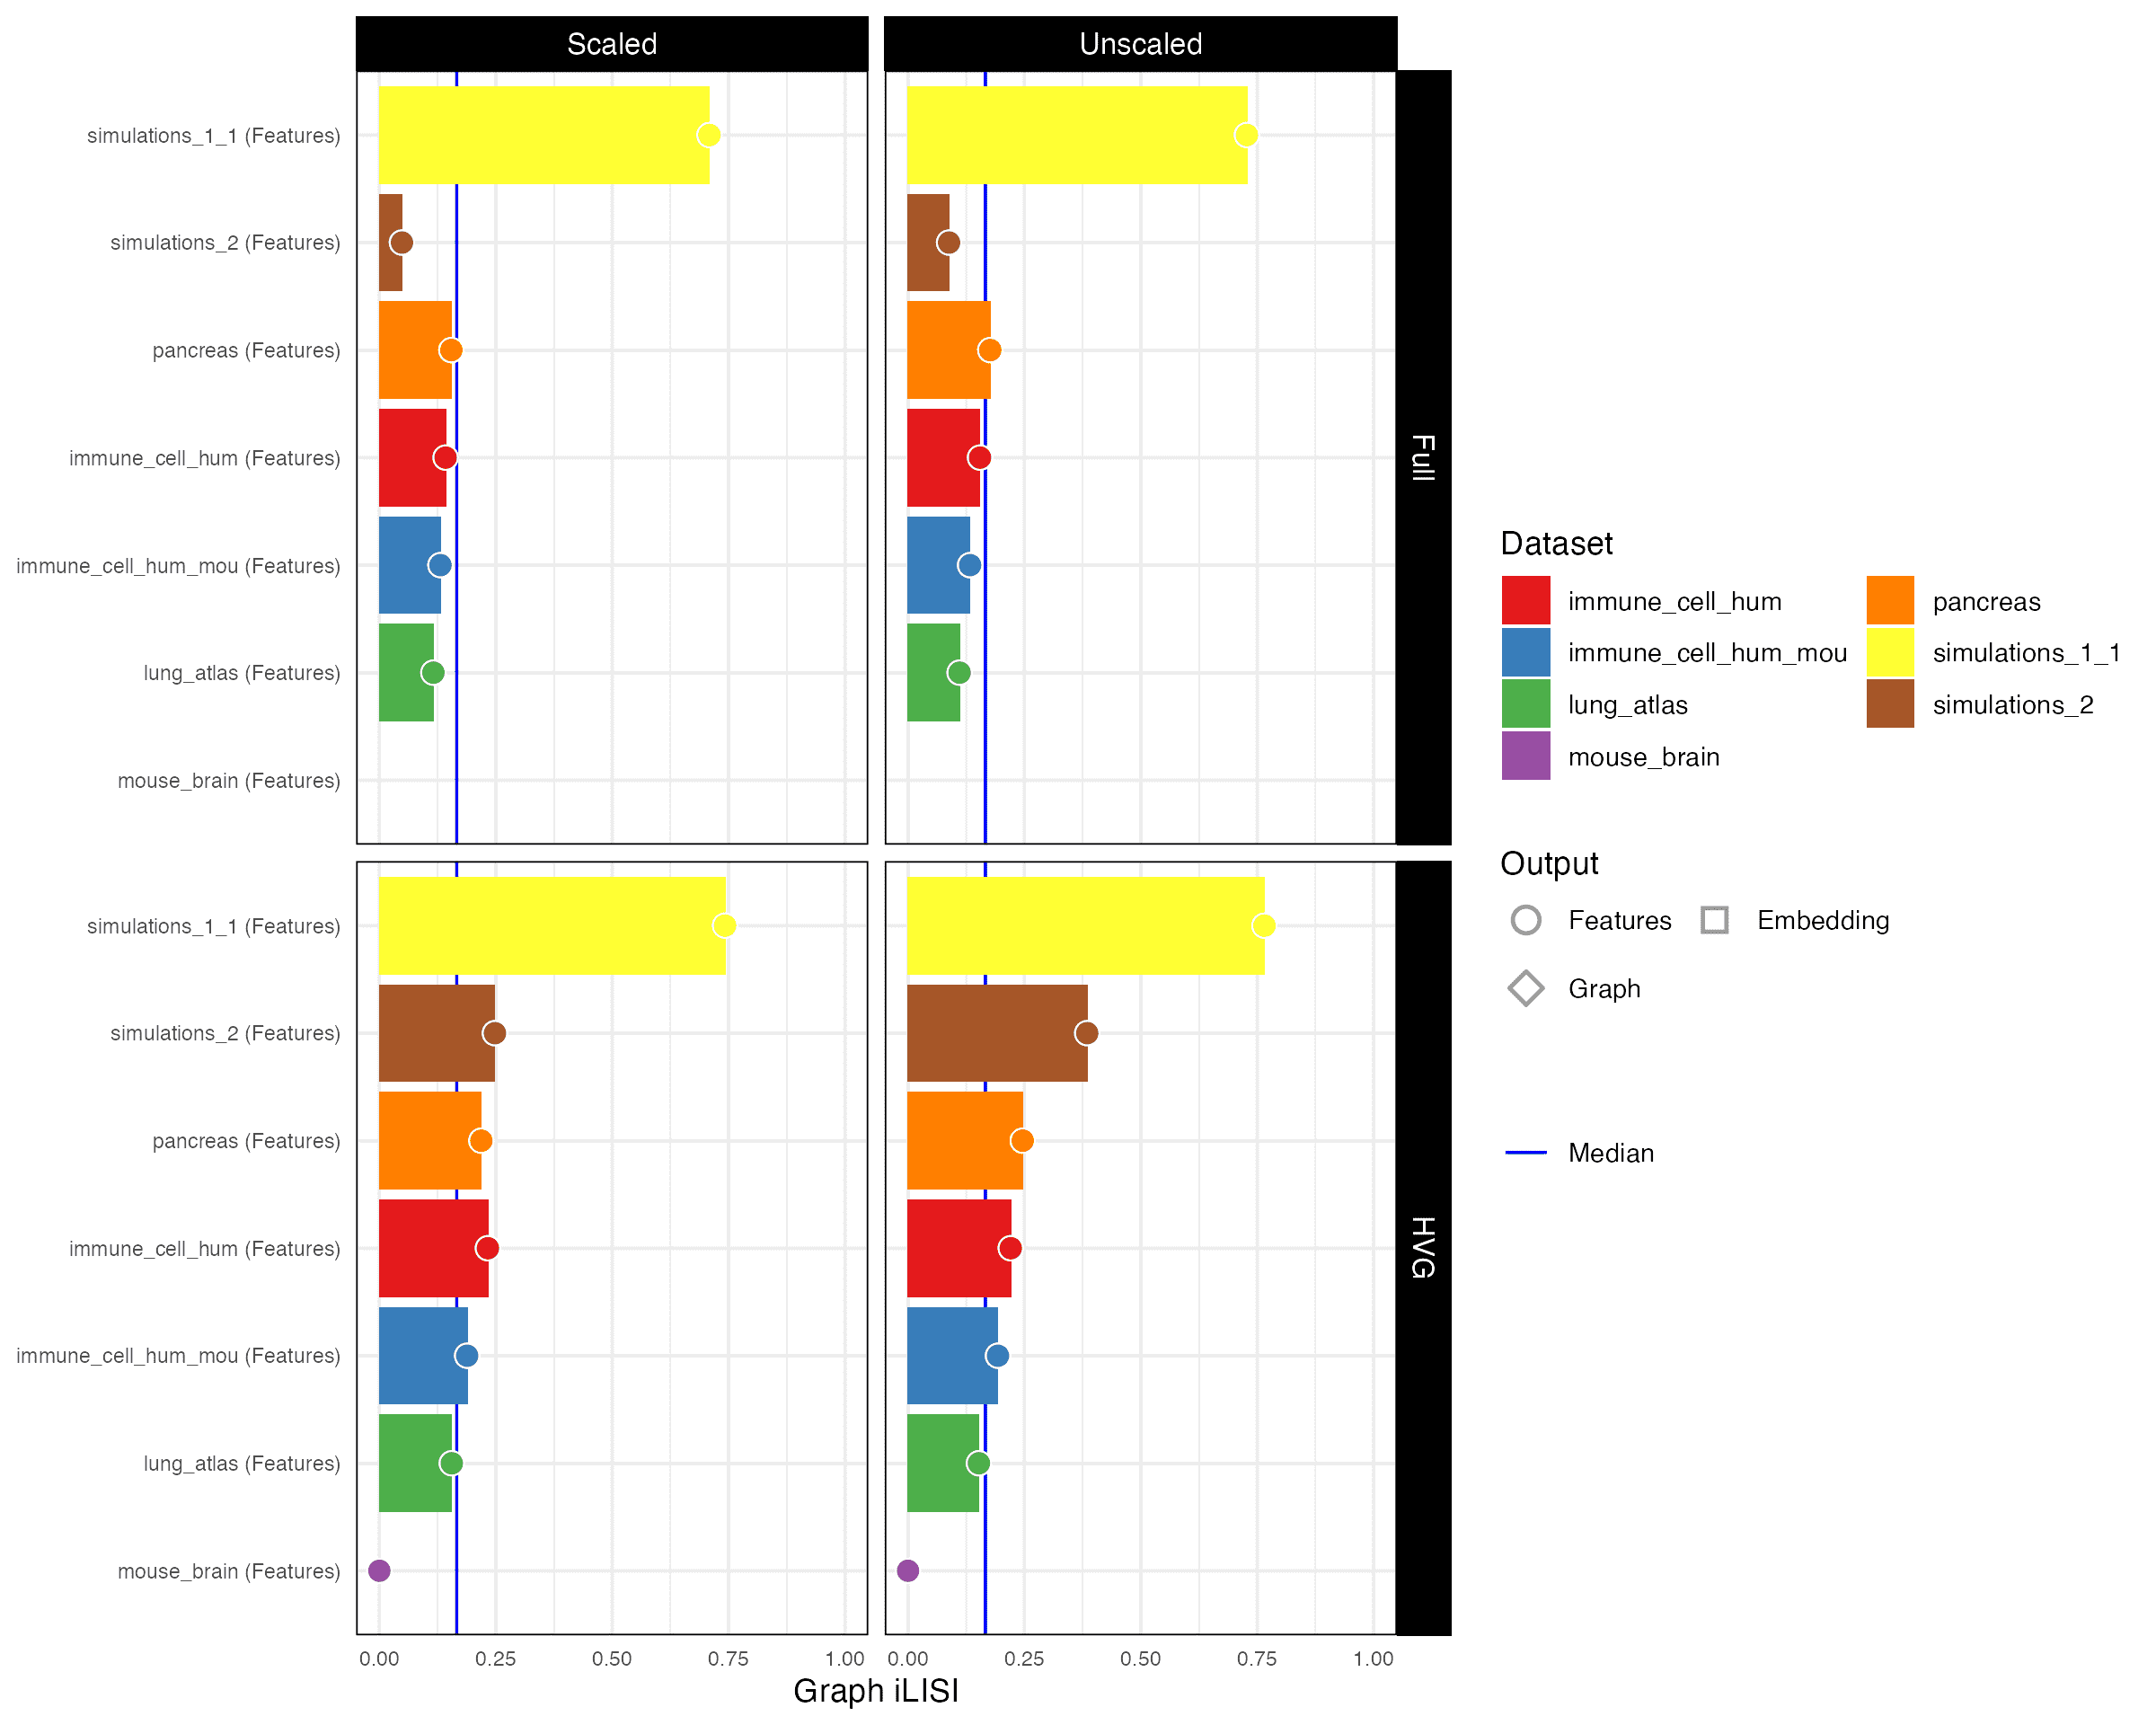 Scaled
Unscaled
simulations_1_1 (Features)
simulations_2 (Features)
pancreas (Features)
immune_cell_hum (Features)
immune_cell_hum_mou (Features)
lung_atlas (Features)
mouse_brain (Features)
Full
simulations_1_1 (Features)
simulations_2 (Features)
pancreas (Features)
immune_cell_hum (Features)
immune_cell_hum_mou (Features)
lung_atlas (Features)
mouse_brain (Features)
HVG
0.00 0.25 0.50 0.75 1.00
0.00 0.25 0.50 0.75 1.00
Graph iLISI
Dataset
immune_cell_hum
immune_cell_hum_mou
lung_atlas
mouse_brain
pancreas
simulations_1_1
simulations_2
Output
Features
Embedding
Graph
Median